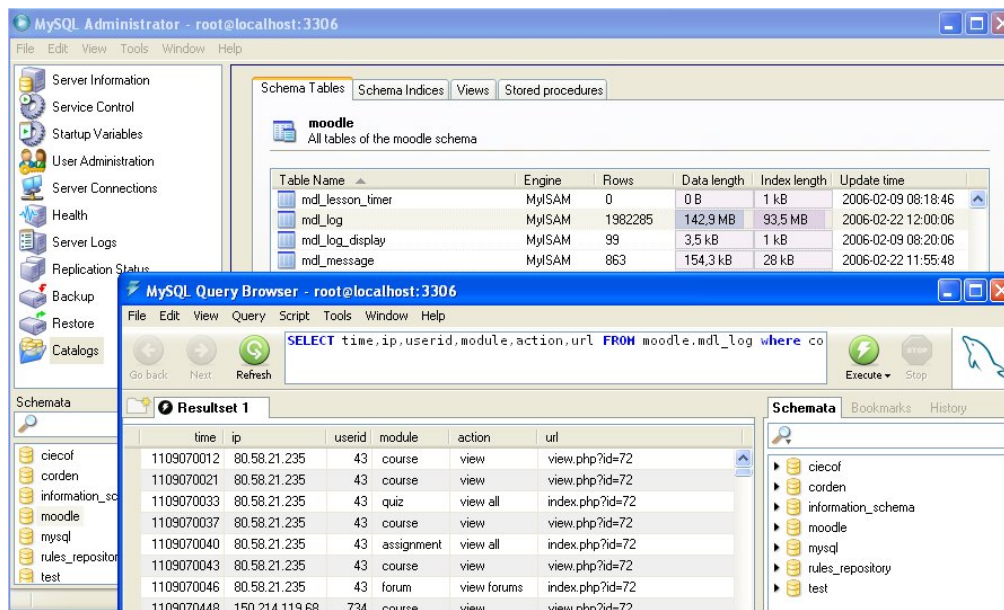 MySQL Administrator - root@localhost:3306
File Edit View Tools Window Help
Server Information
Service Control
Startup Variables
User Administration
Server Connections
Health
Server Logs
Replication Status
Backup
Restore
Catalogs
Schemata
ciecof
corden
information_sc
moodle
mysql
rules_repositor
test
Schema Tables Schema Indices Views Stored procedures
moodle
All tables of the moodle schema
Table Name Engine Rows Data length Index length Update time
mdl_lesson_timer MyISAM 0 0 B 1 kB 2006-02-09 08:18:46
mdl_log MyISAM 1982285 142,9 MB 93,5 MB 2006-02-22 12:00:06
mdl_log_display MyISAM 99 3,5 kB 1 kB 2006-02-09 08:20:06
mdl_message MyISAM 863 154,3 kB 28 kB 2006-02-22 11:55:48
MySQL Query Browser - root@localhost:3306
File Edit View Query Script Tools Window Help
Go back Next Refresh
SELECT time,ip,userid,module,action,url FROM moodle.mdl_log where co
Execute Stop
Resultset 1
time ip userid module action url
1109070012 80.58.21.235 43 course view view.php?id=72
1109070021 80.58.21.235 43 course view view.php?id=72
1109070033 80.58.21.235 43 quiz view all index.php?id=72
1109070037 80.58.21.235 43 course view view.php?id=72
1109070040 80.58.21.235 43 assignment view all index.php?id=72
1109070043 80.58.21.235 43 course view view.php?id=72
1109070046 80.58.21.235 43 forum view forums index.php?id=72
1109070448 150.214.119.68 734 course view view.php?id=72
Schemata Bookmarks History
ciecof
corden
information_schema
moodle
mysql
rules_repository
test